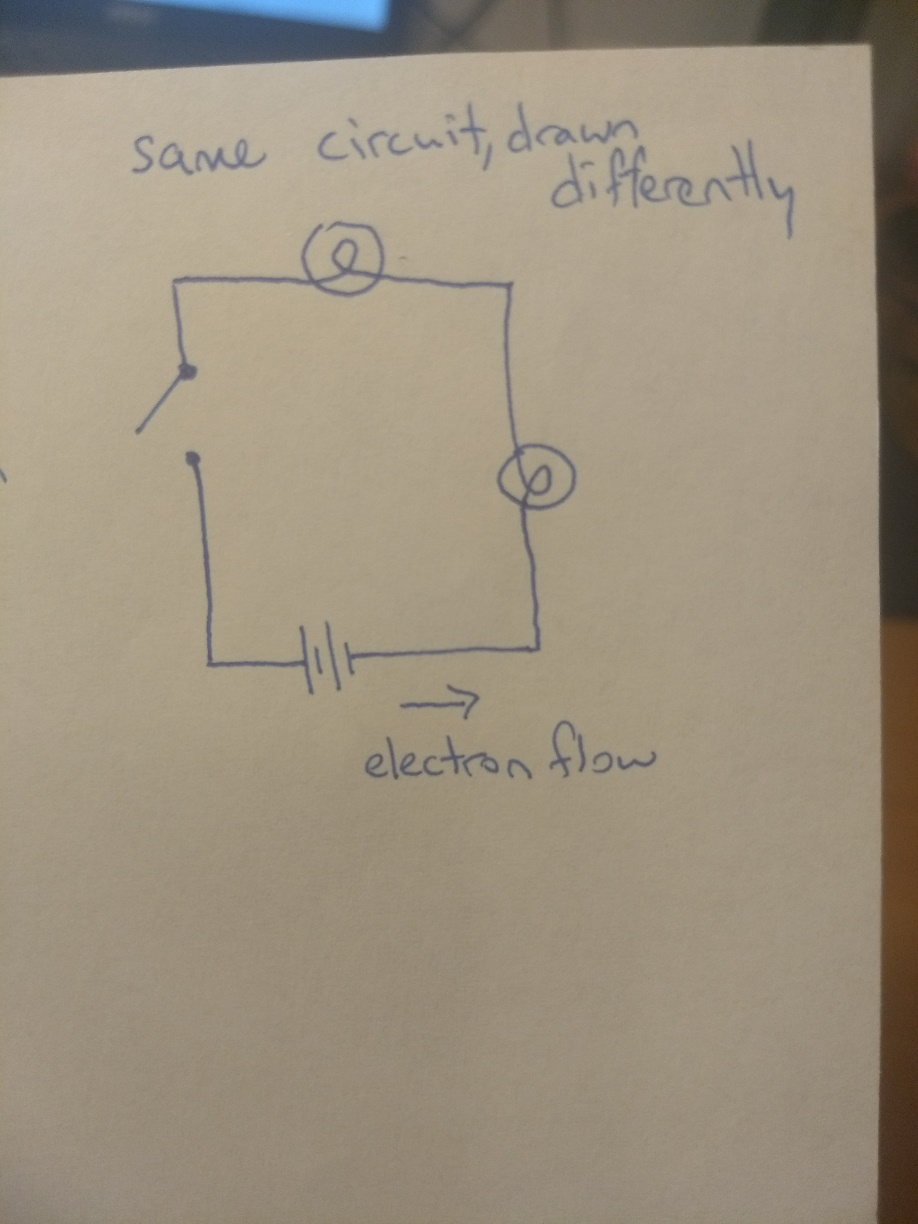 same circuit, drawn
differently
electron flow